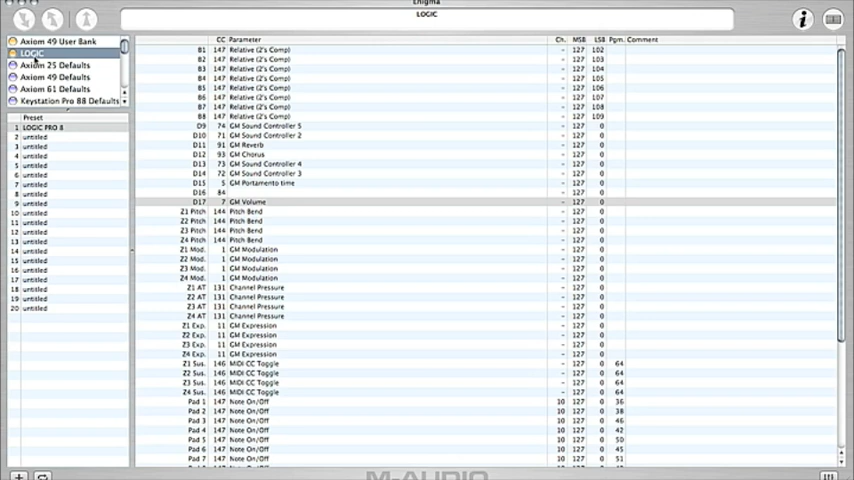 Enigma
LOGIC
Axiom 49 User Bank
LOGIC
Axiom 25 Defaults
Axiom 49 Defaults
Axiom 61 Defaults
Keystation Pro 88 Defaults
Preset
1 LOGIC PRO 8
2 untitled
3 untitled
4 untitled
5 untitled
6 untitled
7 untitled
8 untitled
9 untitled
10 untitled
11 untitled
12 untitled
13 untitled
14 untitled
15 untitled
16 untitled
17 untitled
18 untitled
19 untitled
20 untitled
CC Parameter Ch. MSB LSB Pgm. Comment
B1 147 Relative (2's Comp) – 127 102
B2 147 Relative (2's Comp) – 127 103
B3 147 Relative (2's Comp) – 127 104
B4 147 Relative (2's Comp) – 127 105
B5 147 Relative (2's Comp) – 127 106
B6 147 Relative (2's Comp) – 127 107
B7 147 Relative (2's Comp) – 127 108
B8 147 Relative (2's Comp) – 127 109
D9 74 GM Sound Controller 5 – 127 0
D10 71 GM Sound Controller 2 – 127 0
D11 91 GM Reverb – 127 0
D12 93 GM Chorus – 127 0
D13 73 GM Sound Controller 4 – 127 0
D14 72 GM Sound Controller 3 – 127 0
D15 5 GM Portamento time – 127 0
D16 84 – 127 0
D17 7 GM Volume – 127 0
Z1 Pitch 144 Pitch Bend – 127 0
Z2 Pitch 144 Pitch Bend – 127 0
Z3 Pitch 144 Pitch Bend – 127 0
Z4 Pitch 144 Pitch Bend – 127 0
Z1 Mod. 1 GM Modulation – 127 0
Z2 Mod. 1 GM Modulation – 127 0
Z3 Mod. 1 GM Modulation – 127 0
Z4 Mod. 1 GM Modulation – 127 0
Z1 AT 131 Channel Pressure – 127 0
Z2 AT 131 Channel Pressure – 127 0
Z3 AT 131 Channel Pressure – 127 0
Z4 AT 131 Channel Pressure – 127 0
Z1 Exp. 11 GM Expression – 127 0
Z2 Exp. 11 GM Expression – 127 0
Z3 Exp. 11 GM Expression – 127 0
Z4 Exp. 11 GM Expression – 127 0
Z1 Sus. 146 MIDI CC Toggle – 127 0 64
Z2 Sus. 146 MIDI CC Toggle – 127 0 64
Z3 Sus. 146 MIDI CC Toggle – 127 0 64
Z4 Sus. 146 MIDI CC Toggle – 127 0 64
Pad 1 147 Note On/Off 10 127 0 36
Pad 2 147 Note On/Off 10 127 0 38
Pad 3 147 Note On/Off 10 127 0 46
Pad 4 147 Note On/Off 10 127 0 42
Pad 5 147 Note On/Off 10 127 0 50
Pad 6 147 Note On/Off 10 127 0 45
Pad 7 147 Note On/Off 10 127 0 51
M-AUDIO